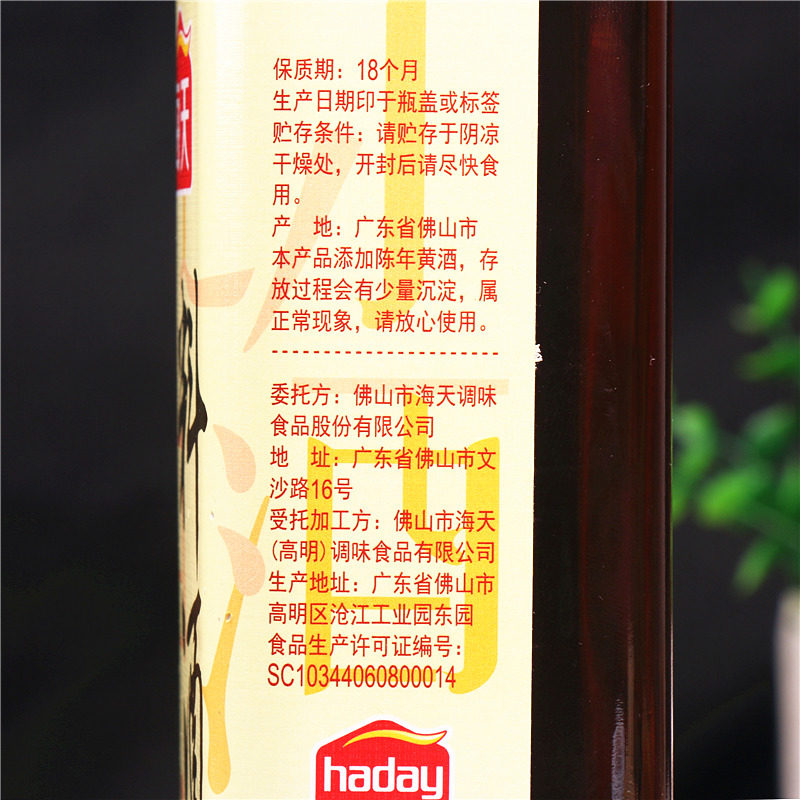 保质期：18个月
生产日期印于瓶盖或标签
贮存条件：请贮存于阴凉
干燥处，开封后请尽快食
用。
产　地：广东省佛山市
本产品添加陈年黄酒，存
放过程会有少量沉淀，属
正常现象，请放心使用。
委托方：佛山市海天调味
食品股份有限公司
地　址：广东省佛山市文
沙路16号
受托加工方：佛山市海天
(高明)调味食品有限公司
生产地址：广东省佛山市
高明区沧江工业园东园
食品生产许可证编号：
SC10344060800014
haday
天